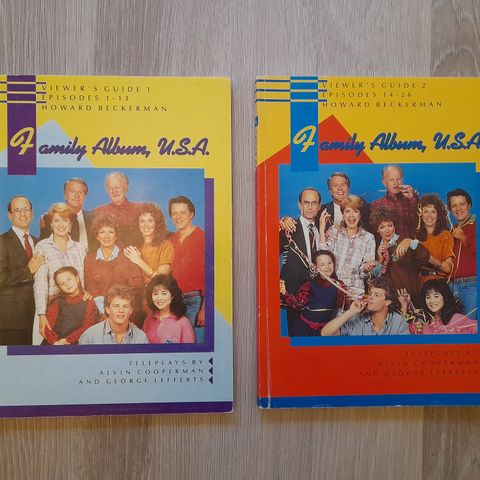 VIEWER'S GUIDE 1
EPISODES 1-13
HOWARD BECKERMAN
Family Album, U.S.A.
TELEPLAYS BY
ALVIN COOPERMAN
AND GEORGE LEFFERTS
VIEWER'S GUIDE 2
EPISODES 14-26
HOWARD BECKERMAN
Family Album, U.S.A.
TELEPLAYS BY
ALVIN COOPERMAN
AND GEORGE LEFFERTS